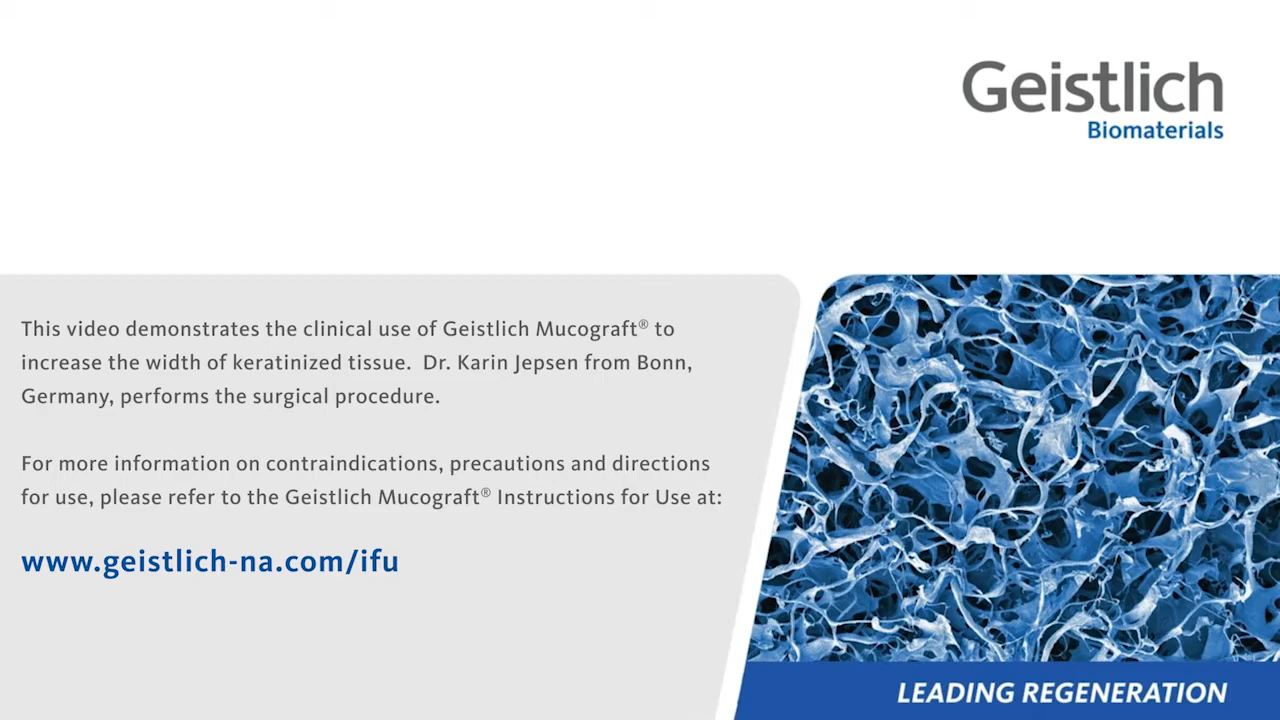 Geistlich
Biomaterials
This video demonstrates the clinical use of Geistlich Mucograft® to
increase the width of keratinized tissue. Dr. Karin Jepsen from Bonn,
Germany, performs the surgical procedure.
For more information on contraindications, precautions and directions
for use, please refer to the Geistlich Mucograft® Instructions for Use at:
www.geistlich-na.com/ifu
LEADING REGENERATION